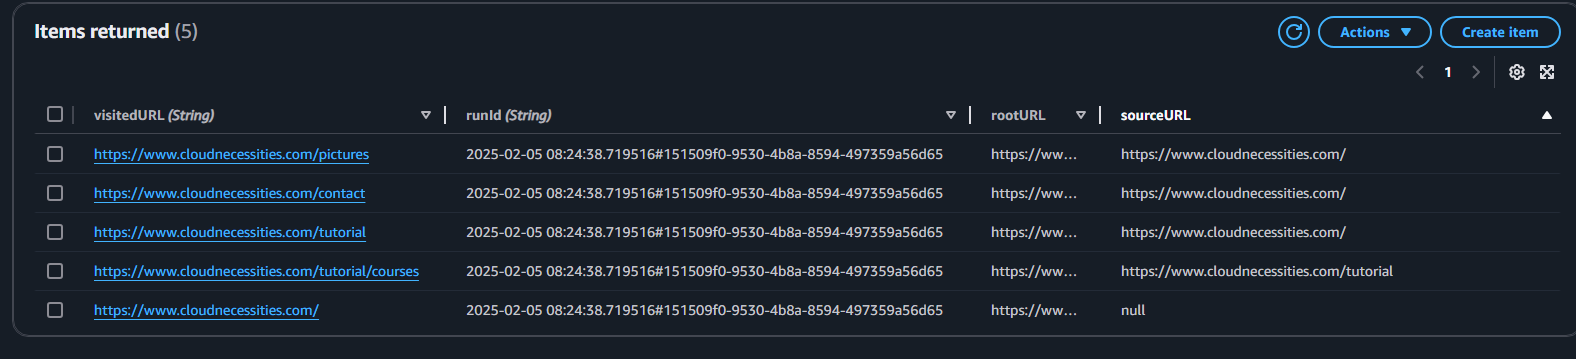 Items returned (5)
Actions
Create item
1
visitedURL (String) runId (String) rootURL sourceURL
https://www.cloudnecessities.com/pictures 2025-02-05 08:24:38.719516#151509f0-9530-4b8a-8594-497359a56d65 https://ww... https://www.cloudnecessities.com/
https://www.cloudnecessities.com/contact 2025-02-05 08:24:38.719516#151509f0-9530-4b8a-8594-497359a56d65 https://ww... https://www.cloudnecessities.com/
https://www.cloudnecessities.com/tutorial 2025-02-05 08:24:38.719516#151509f0-9530-4b8a-8594-497359a56d65 https://ww... https://www.cloudnecessities.com/
https://www.cloudnecessities.com/tutorial/courses 2025-02-05 08:24:38.719516#151509f0-9530-4b8a-8594-497359a56d65 https://ww... https://www.cloudnecessities.com/tutorial
https://www.cloudnecessities.com/ 2025-02-05 08:24:38.719516#151509f0-9530-4b8a-8594-497359a56d65 https://ww... null